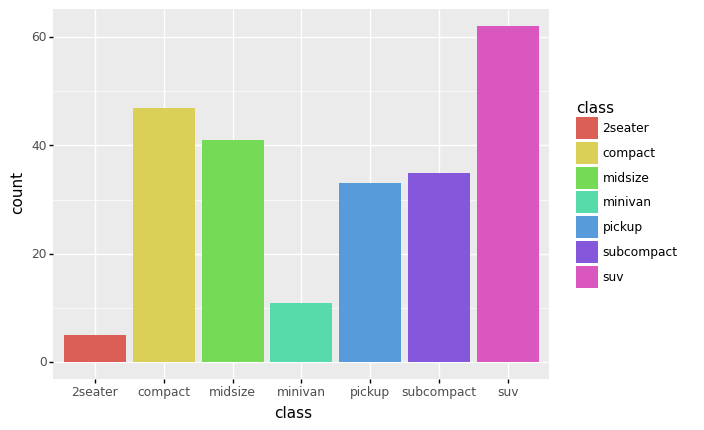 60
40
20
0
count
2seater
compact
midsize
minivan
pickup
subcompact
suv
class
class
2seater
compact
midsize
minivan
pickup
subcompact
suv